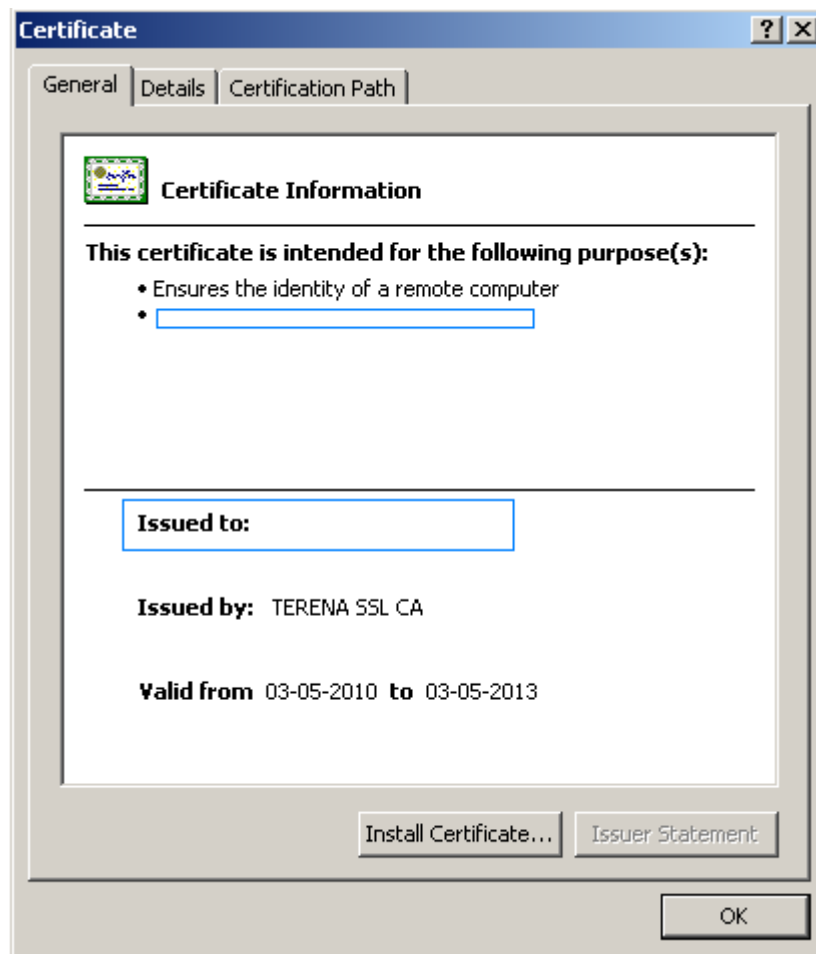 Certificate
General
Details
Certification Path
Certificate Information
This certificate is intended for the following purpose(s):
• Ensures the identity of a remote computer
•
Issued to:
Issued by: TERENA SSL CA
Valid from 03-05-2010 to 03-05-2013
Install Certificate...
Issuer Statement
OK